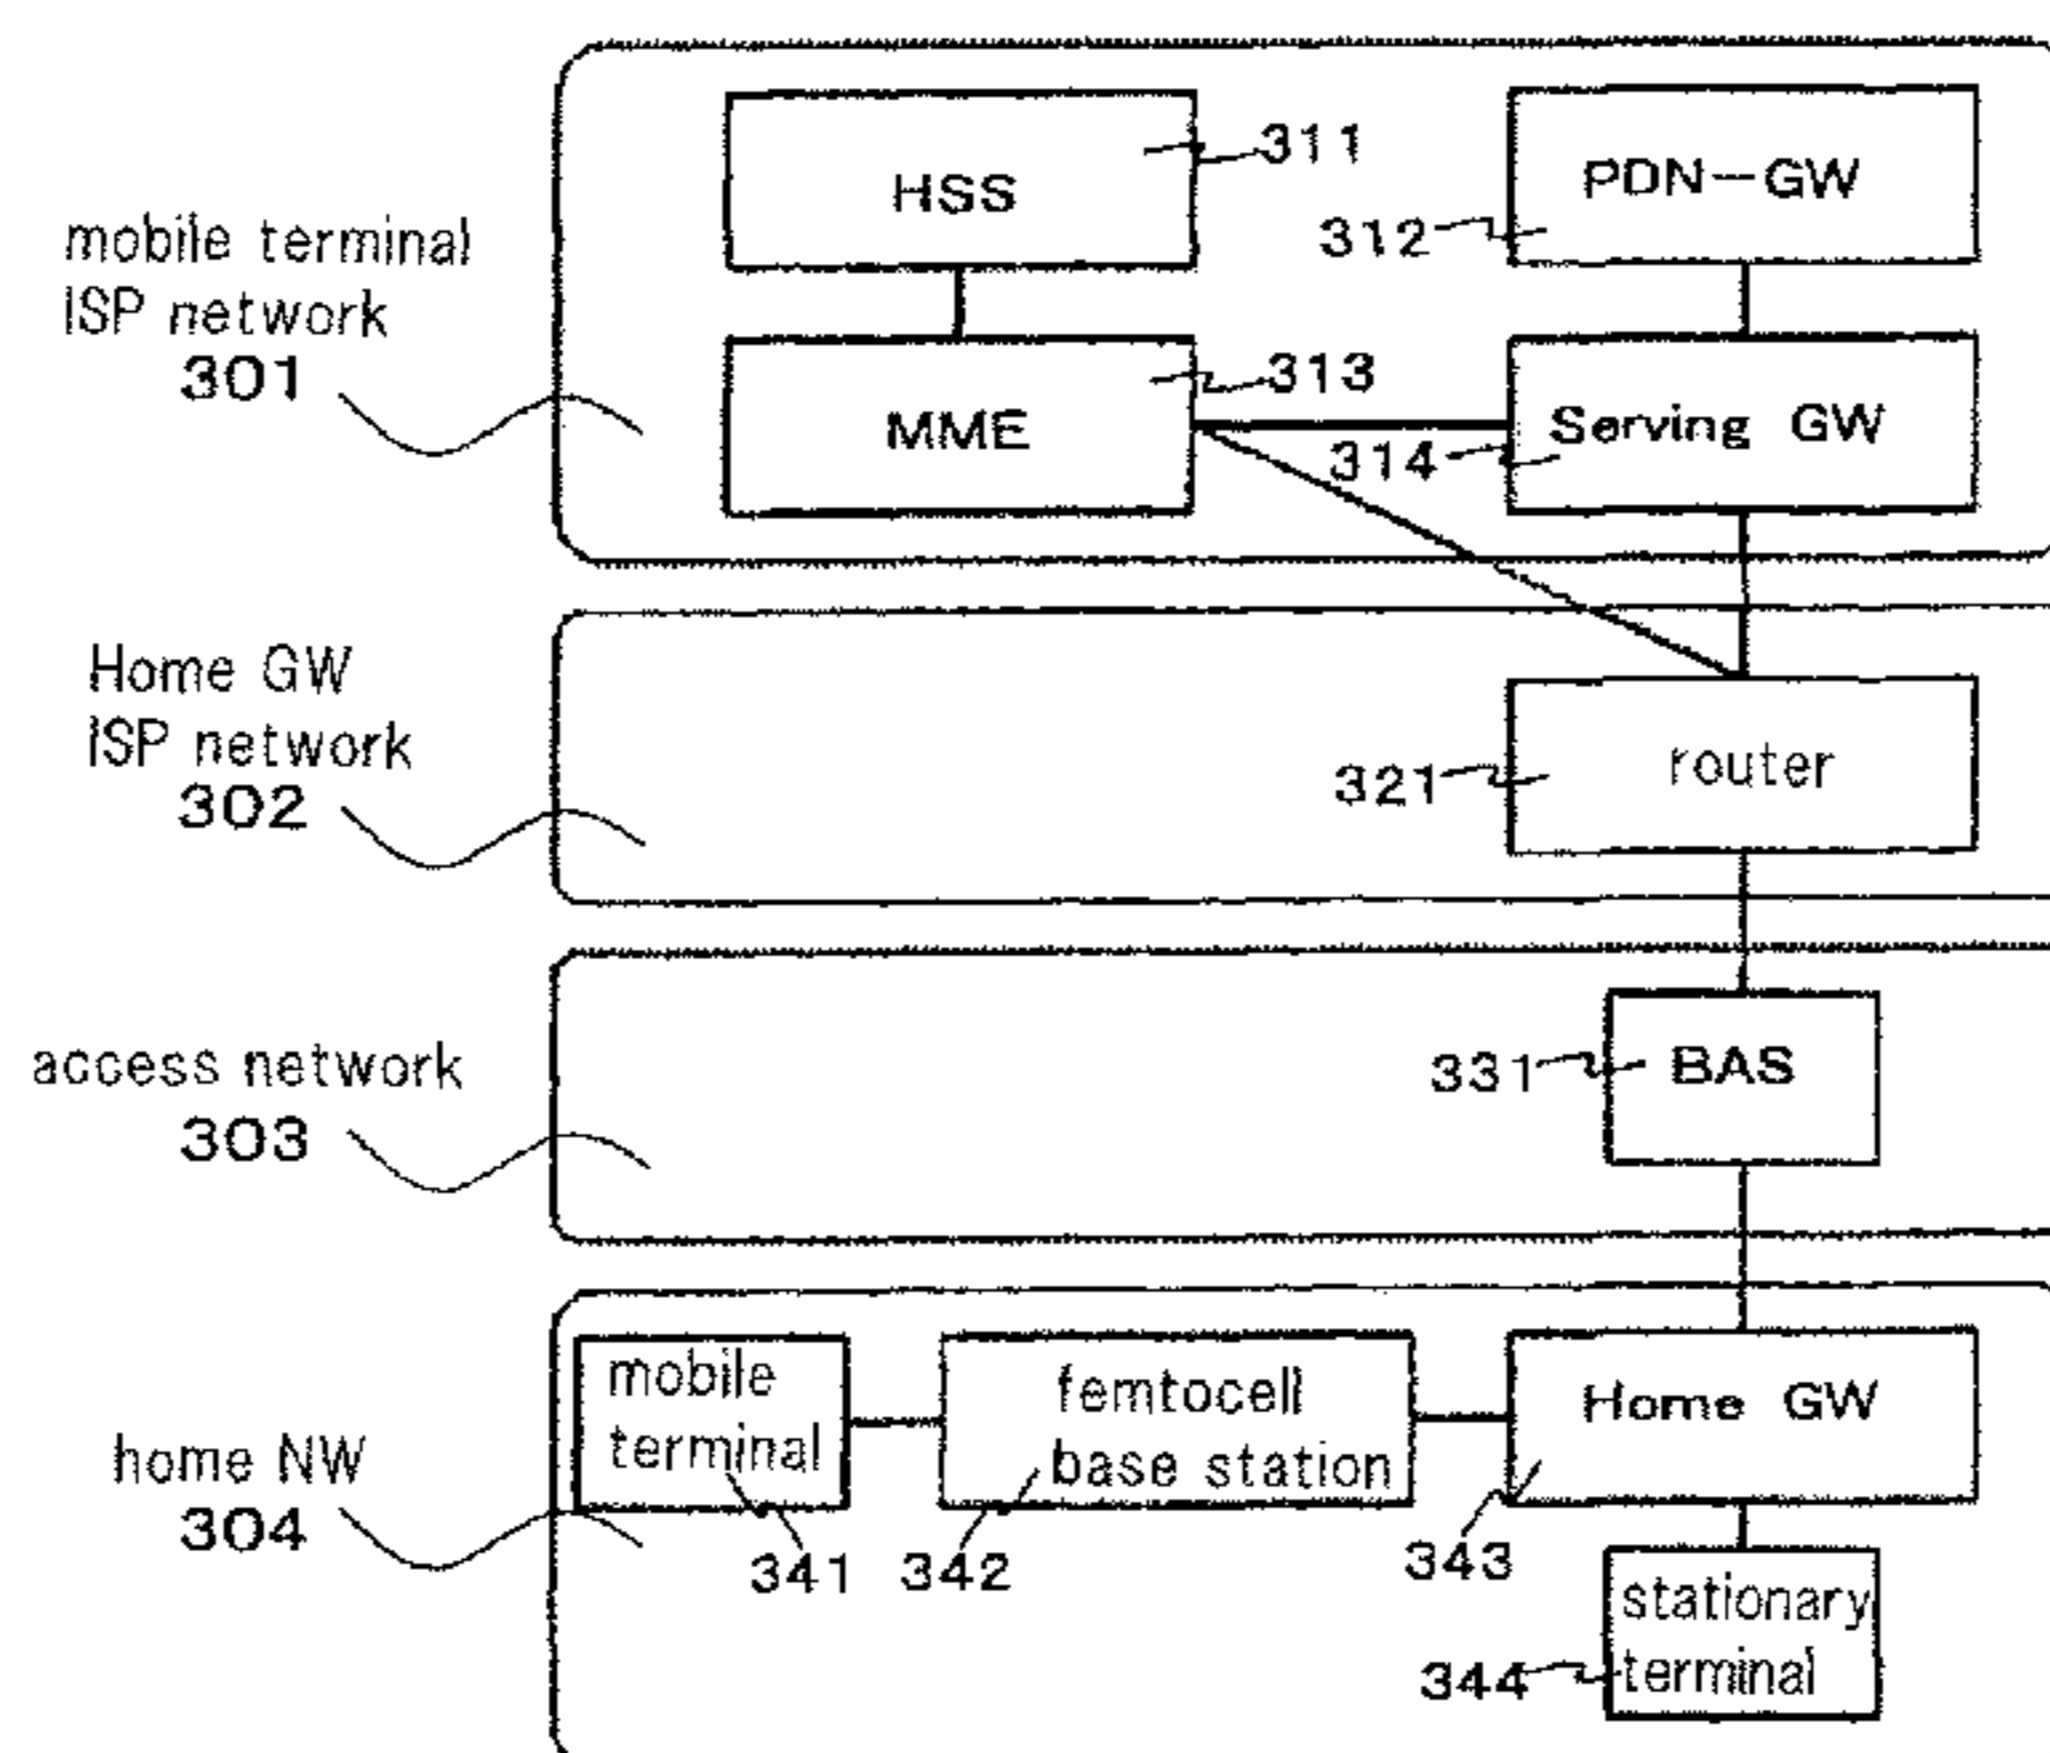 HSS
311
PDN-GW
312
mobile terminal
ISP network
301
MME
313
Serving GW
314
Home GW
ISP network
302
router
321
access network
303
BAS
331
home NW
304
mobile
terminal
341
femtocell
base station
342
Home GW
343
stationary
terminal
344